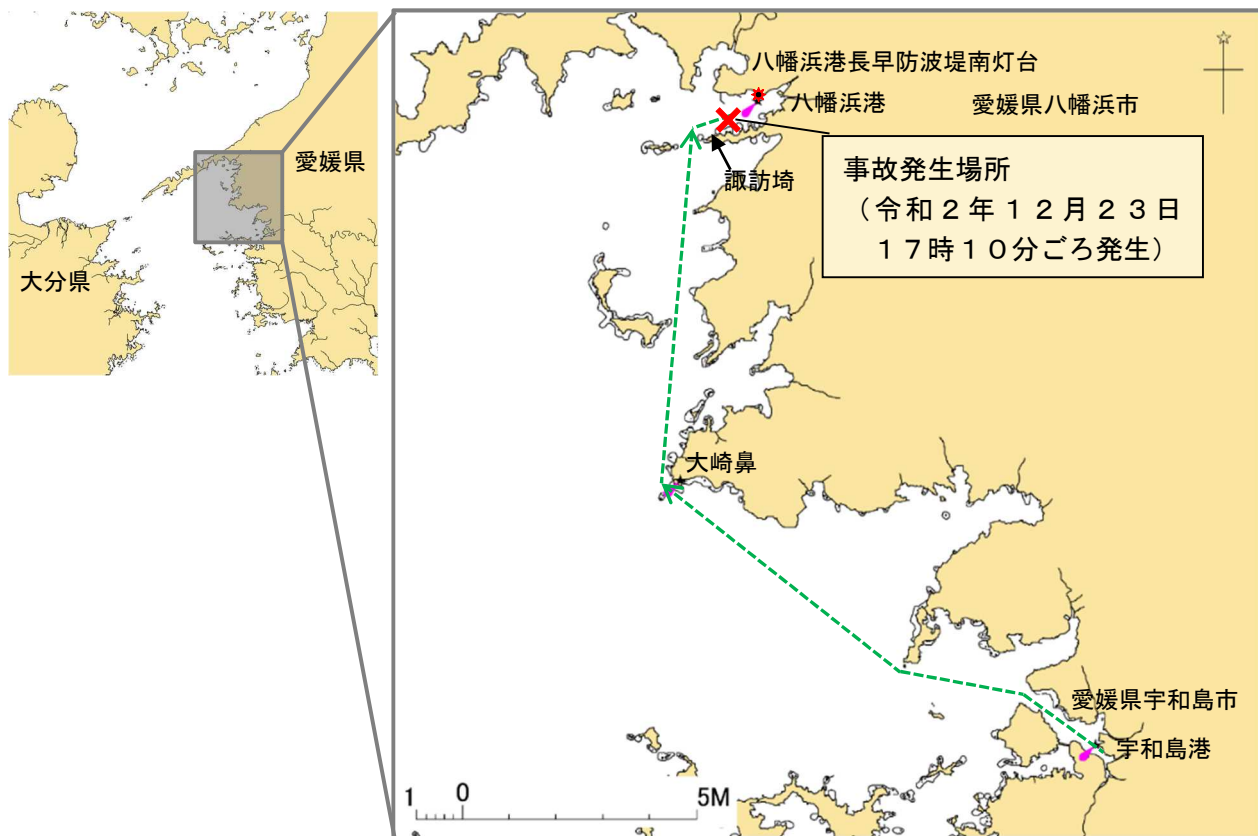 愛媛県
大分県
八幡浜港長早防波堤南灯台
八幡浜港
愛媛県八幡浜市
諏訪埼
事故発生場所
(令和2年12月23日
17時10分ごろ発生)
大崎鼻
愛媛県宇和島市
宇和島港
1 0 5M